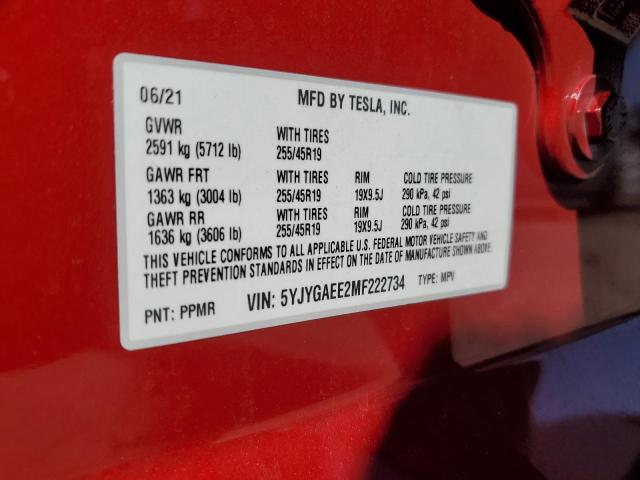 06/21 MFD BY TESLA, INC.
GVWR WITH TIRES
2591 kg (5712 lb) 255/45R19
GAWR FRT WITH TIRES RIM COLD TIRE PRESSURE
1363 kg (3004 lb) 255/45R19 19X9.5J 290 kPa, 42 psi
GAWR RR WITH TIRES RIM COLD TIRE PRESSURE
1636 kg (3606 lb) 255/45R19 19X9.5J 290 kPa, 42 psi
THIS VEHICLE CONFORMS TO ALL APPLICABLE U.S. FEDERAL MOTOR VEHICLE SAFETY AND
THEFT PREVENTION STANDARDS IN EFFECT ON THE DATE OF MANUFACTURE SHOWN ABOVE.
PNT: PPMR VIN: 5YJYGAEE2MF222734 TYPE: MPV